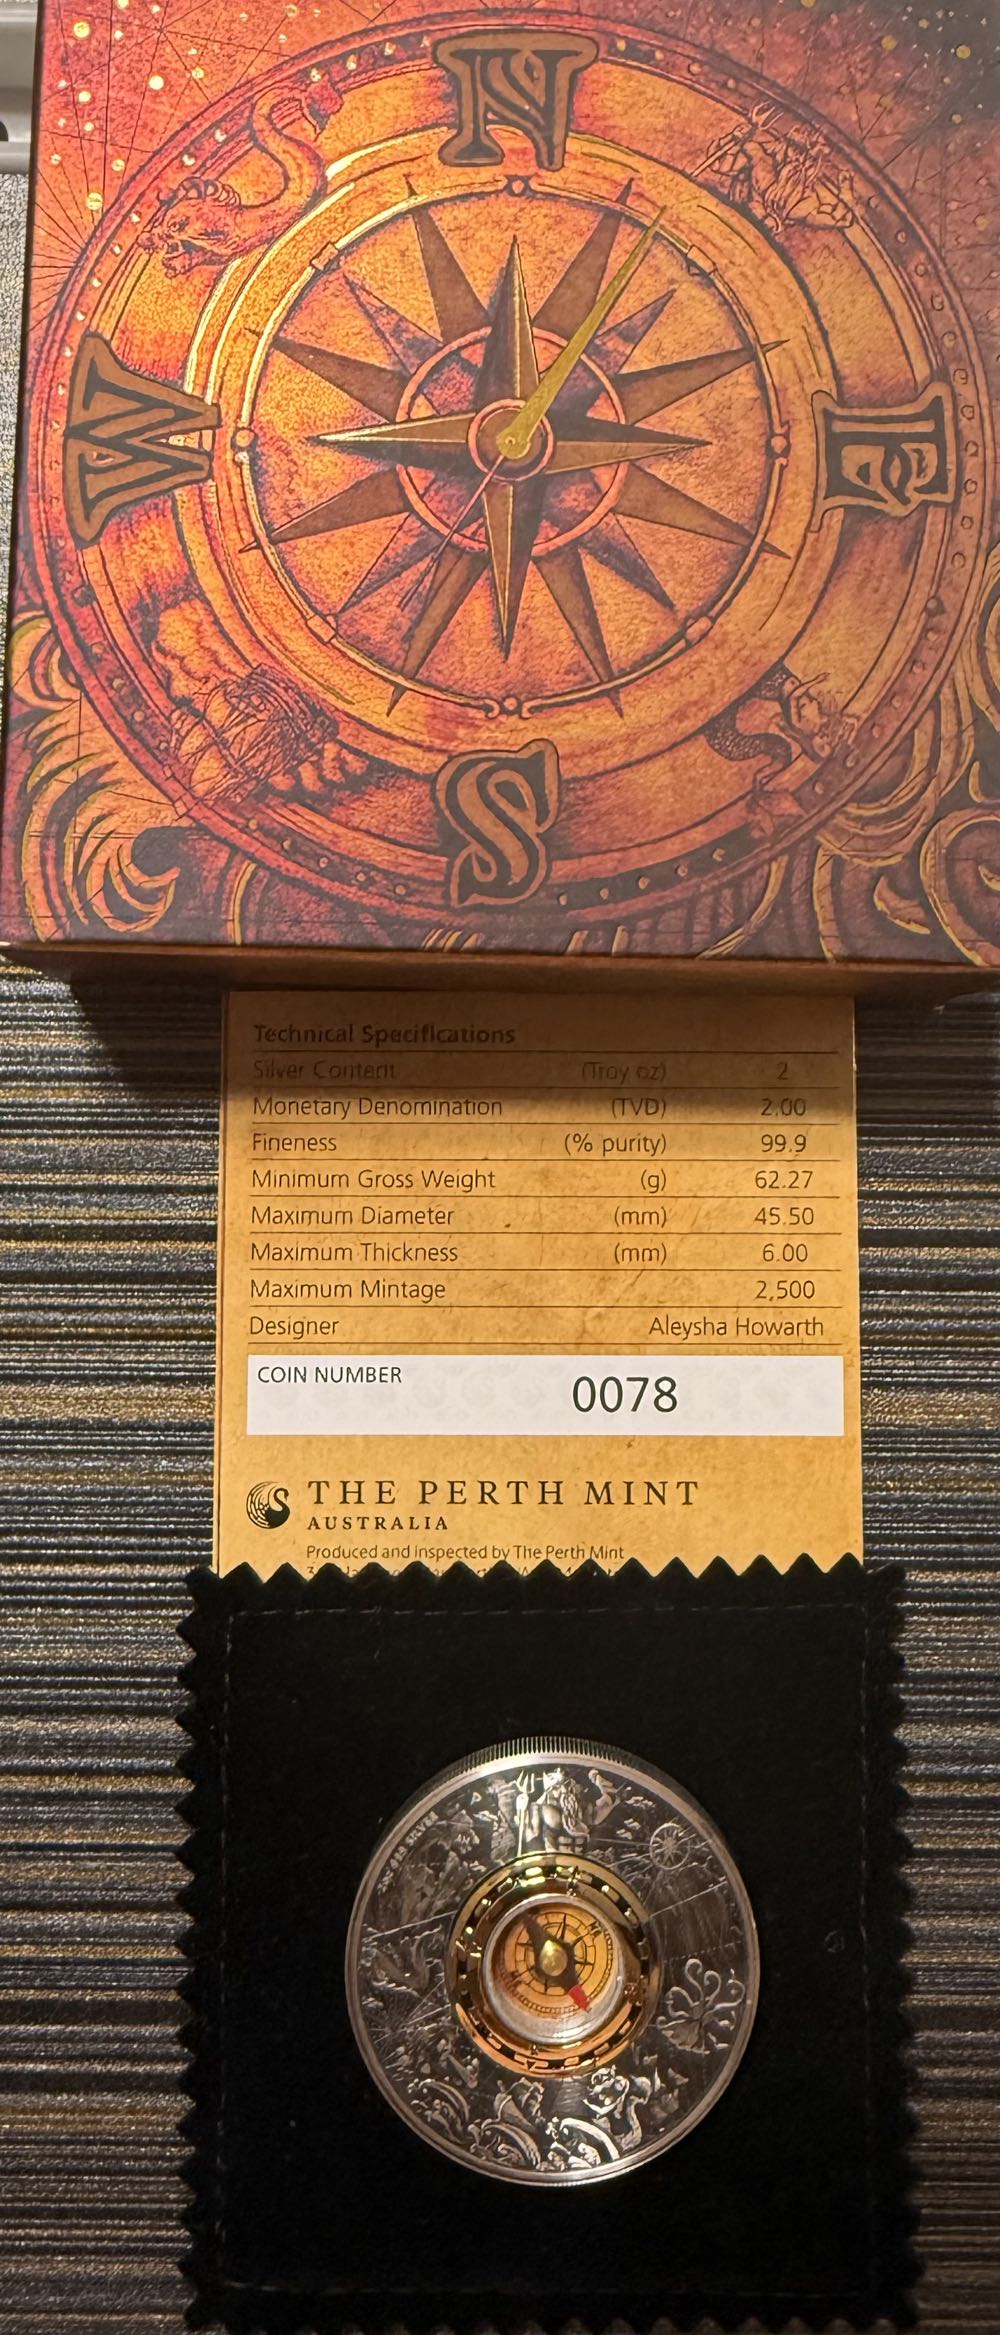 N
W
E
S
Technical Specifications
Silver Content (Troy oz) 2
Monetary Denomination (TVD) 2.00
Fineness (% purity) 99.9
Minimum Gross Weight (g) 62.27
Maximum Diameter (mm) 45.50
Maximum Thickness (mm) 6.00
Maximum Mintage 2,500
Designer Aleysha Howarth
COIN NUMBER 0078
THE PERTH MINT
AUSTRALIA
Produced and inspected by The Perth Mint
SILVER